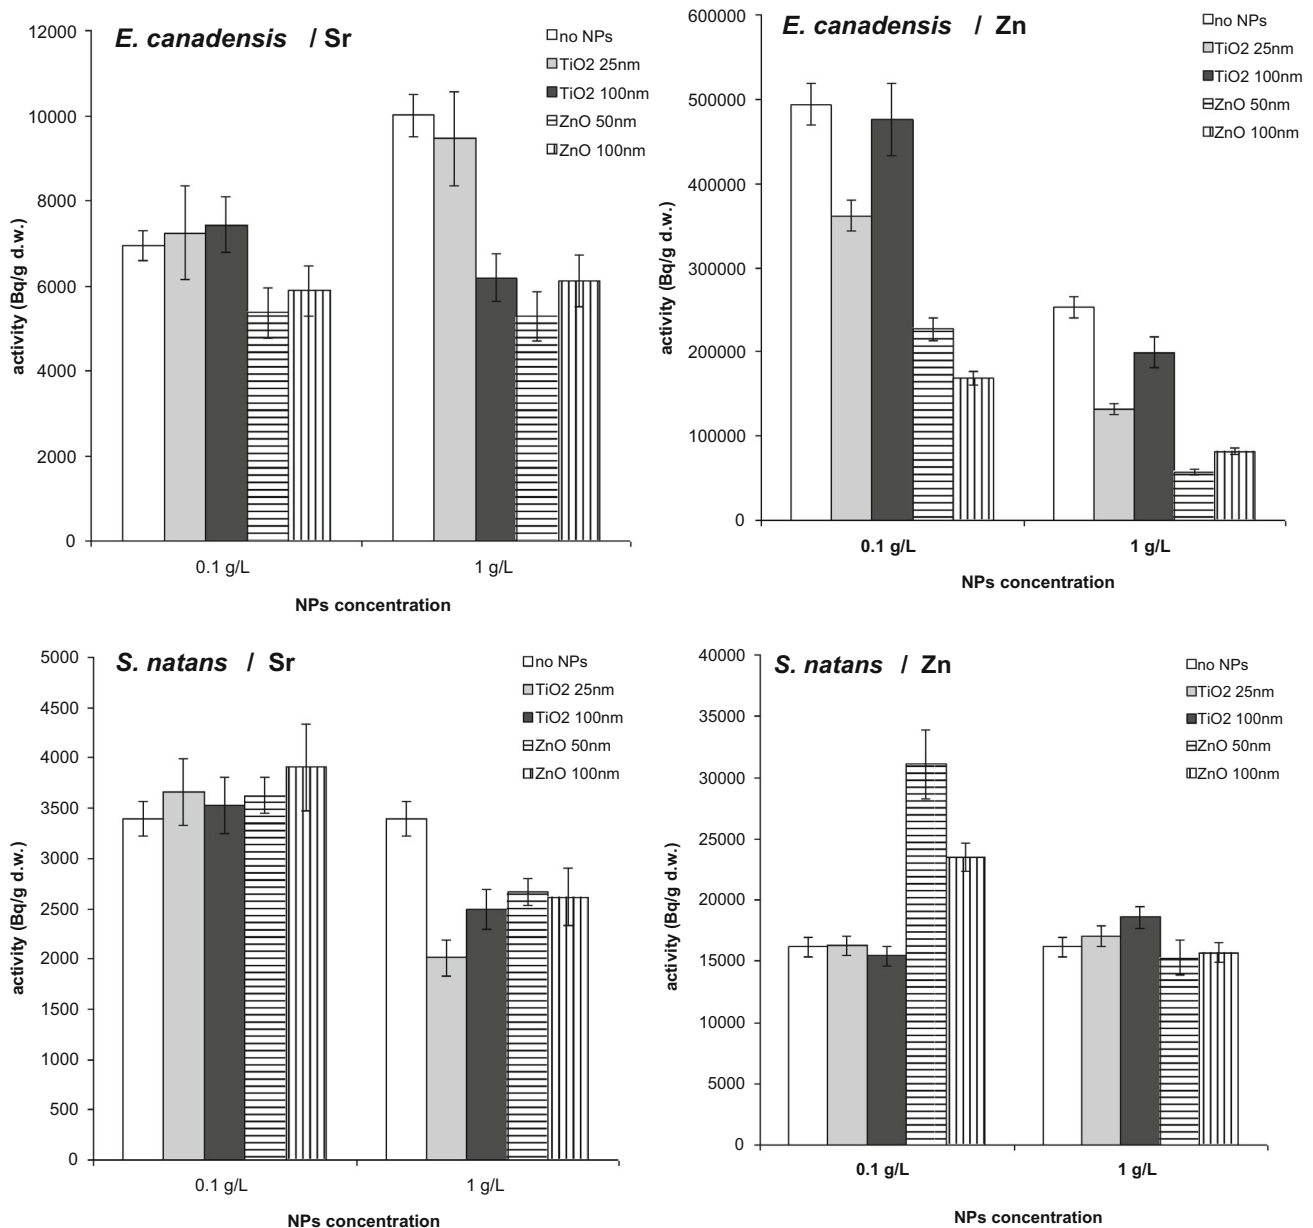 E. canadensis / Sr
no NPs
TiO2 25nm
TiO2 100nm
ZnO 50nm
ZnO 100nm
12000
10000
8000
6000
4000
2000
0
activity (Bq/g d.w.)
0.1 g/L
1 g/L
NPs concentration
E. canadensis / Zn
no NPs
TiO2 25nm
TiO2 100nm
ZnO 50nm
ZnO 100nm
600000
500000
400000
300000
200000
100000
0
activity (Bq/g d.w.)
0.1 g/L
1 g/L
NPs concentration
S. natans / Sr
no NPs
TiO2 25nm
TiO2 100nm
ZnO 50nm
ZnO 100nm
5000
4500
4000
3500
3000
2500
2000
1500
1000
500
0
activity (Bq/g d.w.)
0.1 g/L
1 g/L
NPs concentration
S. natans / Zn
no NPs
TiO2 25nm
TiO2 100nm
ZnO 50nm
ZnO 100nm
40000
35000
30000
25000
20000
15000
10000
5000
0
activity (Bq/g d.w.)
0.1 g/L
1 g/L
NPs concentration